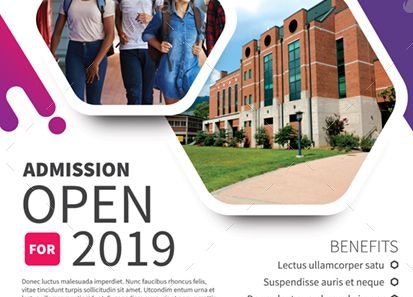 ADMISSION
OPEN
FOR 2019
Donec luctus malesuada imperdiet. Nunc faucibus rhoncus felis,
vitae tincidunt turpis sollicitudin sit amet. Utcondim entum urna et
BENEFITS
Lectus ullamcorper satu
Suspendisse auris et neque